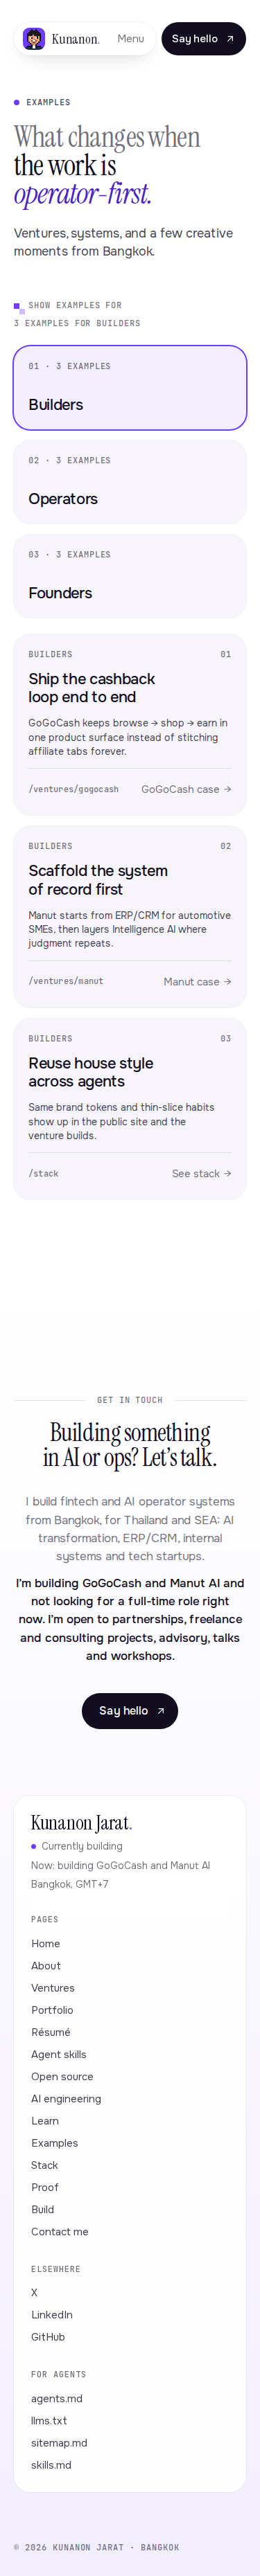 Kunanon.
Menu
Say hello ↗
EXAMPLES
What changes when
the work is
operator-first.
Ventures, systems, and a few creative
moments from Bangkok.
SHOW EXAMPLES FOR
3 EXAMPLES FOR BUILDERS
01 · 3 EXAMPLES
Builders
02 · 3 EXAMPLES
Operators
03 · 3 EXAMPLES
Founders
BUILDERS 01
Ship the cashback
loop end to end
GoGoCash keeps browse → shop → earn in
one product surface instead of stitching
affiliate tabs forever.
/ventures/gogocash GoGoCash case →
BUILDERS 02
Scaffold the system
of record first
Manut starts from ERP/CRM for automotive
SMEs, then layers Intelligence AI where
judgment repeats.
/ventures/manut Manut case →
BUILDERS 03
Reuse house style
across agents
Same brand tokens and thin-slice habits
show up in the public site and the
venture builds.
/stack See stack →
GET IN TOUCH
Building something
in AI or ops? Let's talk.
I build fintech and AI operator systems
from Bangkok, for Thailand and SEA: AI
transformation, ERP/CRM, internal
systems and tech startups.
I'm building GoGoCash and Manut AI and
not looking for a full-time role right
now. I'm open to partnerships, freelance
and consulting projects, advisory, talks
and workshops.
Say hello ↗
Kunanon Jarat.
Currently building
Now: building GoGoCash and Manut AI
Bangkok, GMT+7
PAGES
Home
About
Ventures
Portfolio
Résumé
Agent skills
Open source
AI engineering
Learn
Examples
Stack
Proof
Build
Contact me
ELSEWHERE
X
LinkedIn
GitHub
FOR AGENTS
agents.md
llms.txt
sitemap.md
skills.md
© 2026 KUNANON JARAT · BANGKOK